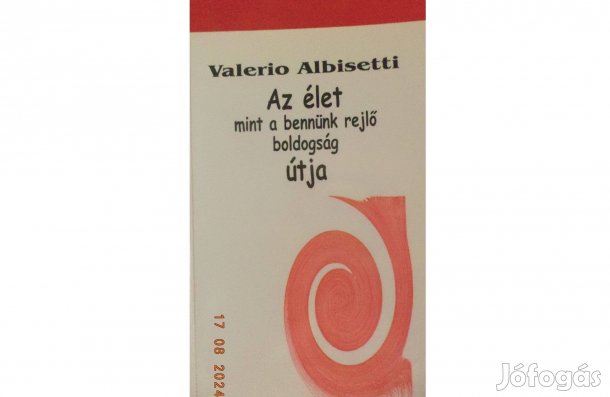 Valerio Albisetti
Az élet
mint a bennünk rejlő
boldogság
útja
17 08 2024
Jófogás